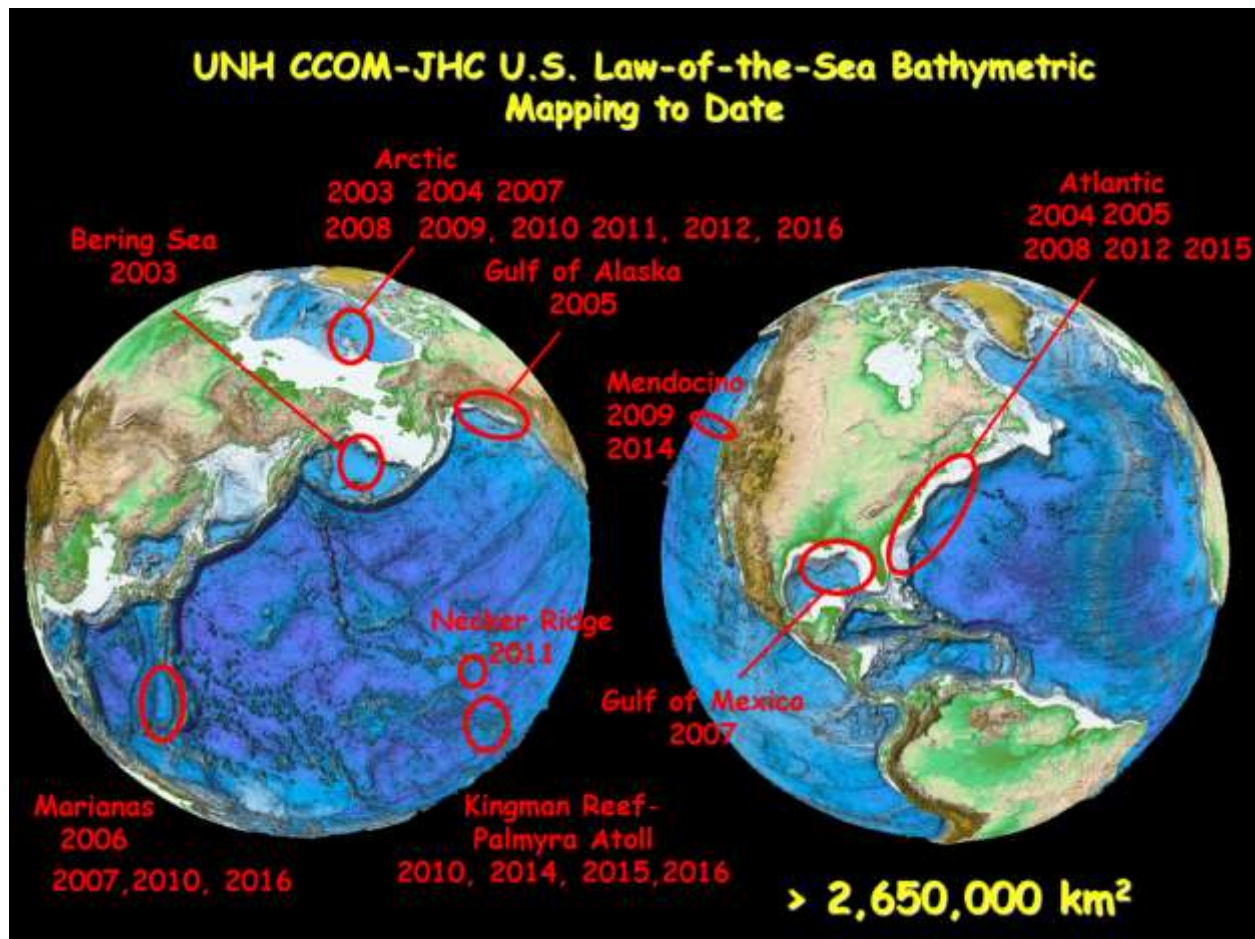 UNH CCOM-JHC U.S. Law-of-the-Sea Bathymetric
Mapping to Date
Arctic
2003 2004 2007
2008 2009, 2010 2011, 2012, 2016
Bering Sea
2003
Gulf of Alaska
2005
Atlantic
2004 2005
2008 2012 2015
Mendocino
2009
2014
Necker Ridge
2011
Gulf of Mexico
2007
Marianas
2006
2007,2010, 2016
Kingman Reef-
Palmyra Atoll
2010, 2014, 2015,2016
> 2,650,000 km²